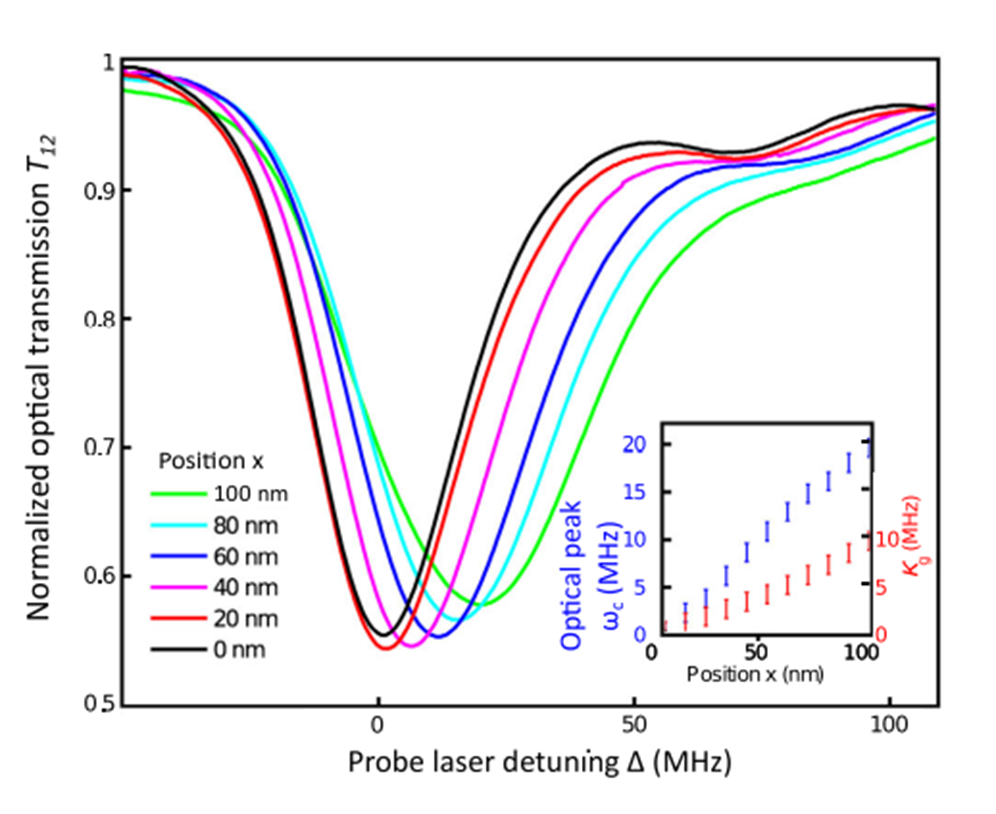 Normalized optical transmission T12
1
0.9
0.8
0.7
0.6
0.5
Position x
100 nm
80 nm
60 nm
40 nm
20 nm
0 nm
0
50
100
Probe laser detuning Δ (MHz)
Optical peak
ωc (MHz)
20
15
10
5
0
10
5
0
Kg (MHz)
0
50
100
Position x (nm)